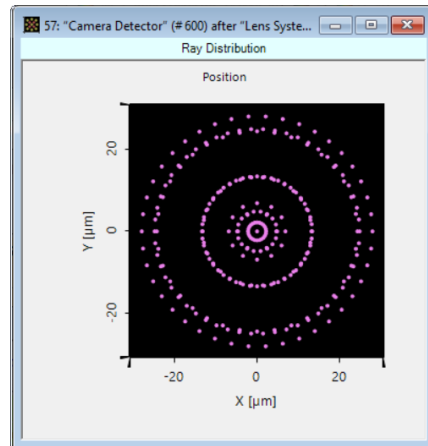 57: "Camera Detector" (# 600) after "Lens Syste...
Ray Distribution
Position
20
0
-20
Y [µm]
-20
0
20
X [µm]